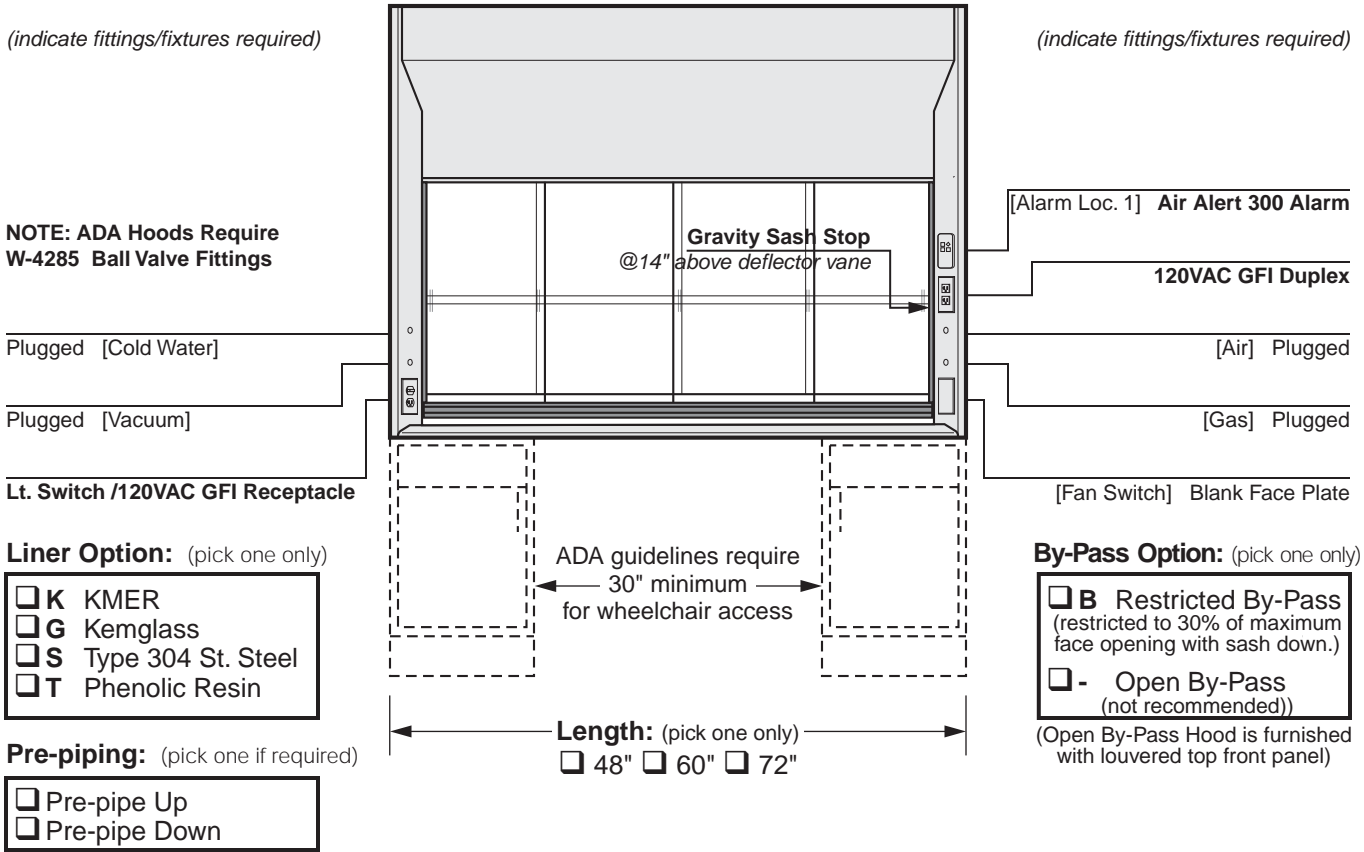 (indicate fittings/fixtures required)
(indicate fittings/fixtures required)
NOTE: ADA Hoods Require
W-4285 Ball Valve Fittings
Gravity Sash Stop
@14" above deflector vane
[Alarm Loc. 1] Air Alert 300 Alarm
120VAC GFI Duplex
Plugged [Cold Water]
[Air] Plugged
Plugged [Vacuum]
[Gas] Plugged
Lt. Switch /120VAC GFI Receptacle
[Fan Switch] Blank Face Plate
Liner Option: (pick one only)
❑ K KMER
❑ G Kemglass
❑ S Type 304 St. Steel
❑ T Phenolic Resin
ADA guidelines require
30" minimum
for wheelchair access
By-Pass Option: (pick one only)
❑ B Restricted By-Pass
(restricted to 30% of maximum
face opening with sash down.)
❑ - Open By-Pass
(not recommended))
(Open By-Pass Hood is furnished
with louvered top front panel)
Length: (pick one only)
❑ 48" ❑ 60" ❑ 72"
Pre-piping: (pick one if required)
❑ Pre-pipe Up
❑ Pre-pipe Down